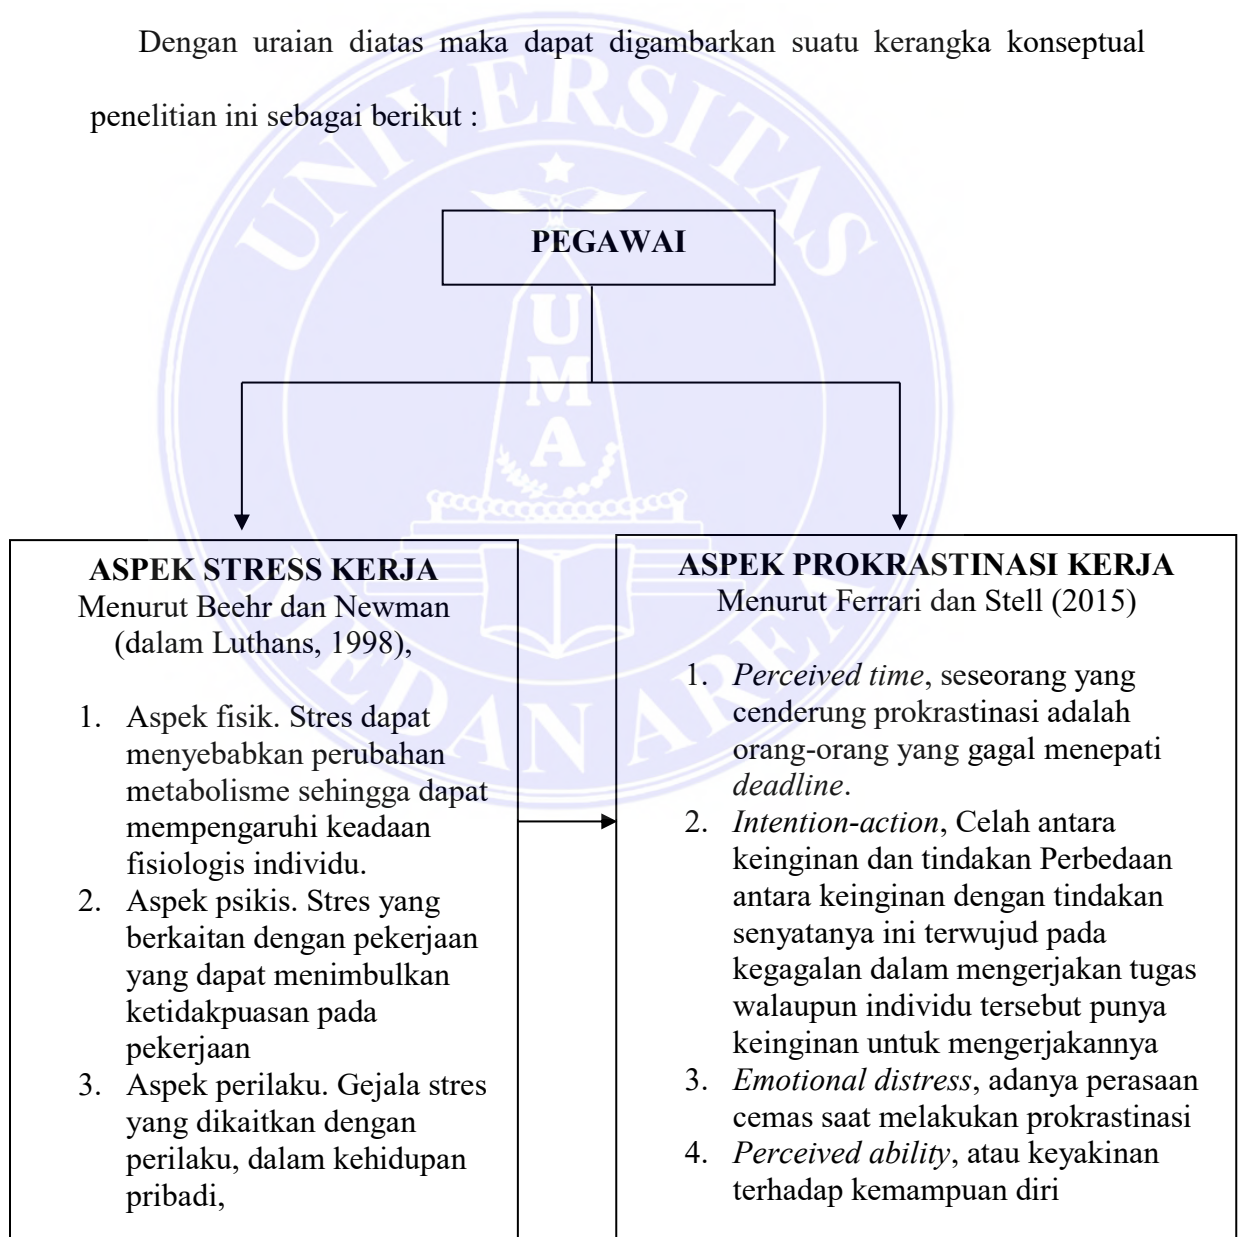 Dengan uraian diatas maka dapat digambarkan suatu kerangka konseptual
penelitian ini sebagai berikut :
UNIVERSITAS
PEGAWAI
UMA
MEDAN AREA
ASPEK STRESS KERJA
Menurut Beehr dan Newman
(dalam Luthans, 1998),
1. Aspek fisik. Stres dapat
menyebabkan perubahan
metabolisme sehingga dapat
mempengaruhi keadaan
fisiologis individu.
2. Aspek psikis. Stres yang
berkaitan dengan pekerjaan
yang dapat menimbulkan
ketidakpuasan pada
pekerjaan
3. Aspek perilaku. Gejala stres
yang dikaitkan dengan
perilaku, dalam kehidupan
pribadi,
ASPEK PROKRASTINASI KERJA
Menurut Ferrari dan Stell (2015)
1. Perceived time, seseorang yang
cenderung prokrastinasi adalah
orang-orang yang gagal menepati
deadline.
2. Intention-action, Celah antara
keinginan dan tindakan Perbedaan
antara keinginan dengan tindakan
senyatanya ini terwujud pada
kegagalan dalam mengerjakan tugas
walaupun individu tersebut punya
keinginan untuk mengerjakannya
3. Emotional distress, adanya perasaan
cemas saat melakukan prokrastinasi
4. Perceived ability, atau keyakinan
terhadap kemampuan diri